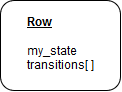 Row
my_state
transitions[ ]